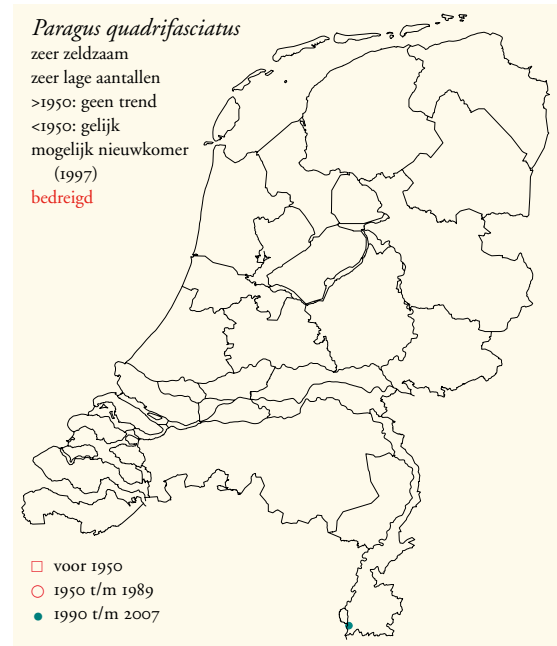 Paragus quadrifasciatus
zeer zeldzaam
zeer lage aantallen
>1950: geen trend
<1950: gelijk
mogelijk nieuwkomer
(1997)
bedreigd
voor 1950
1950 t/m 1989
1990 t/m 2007